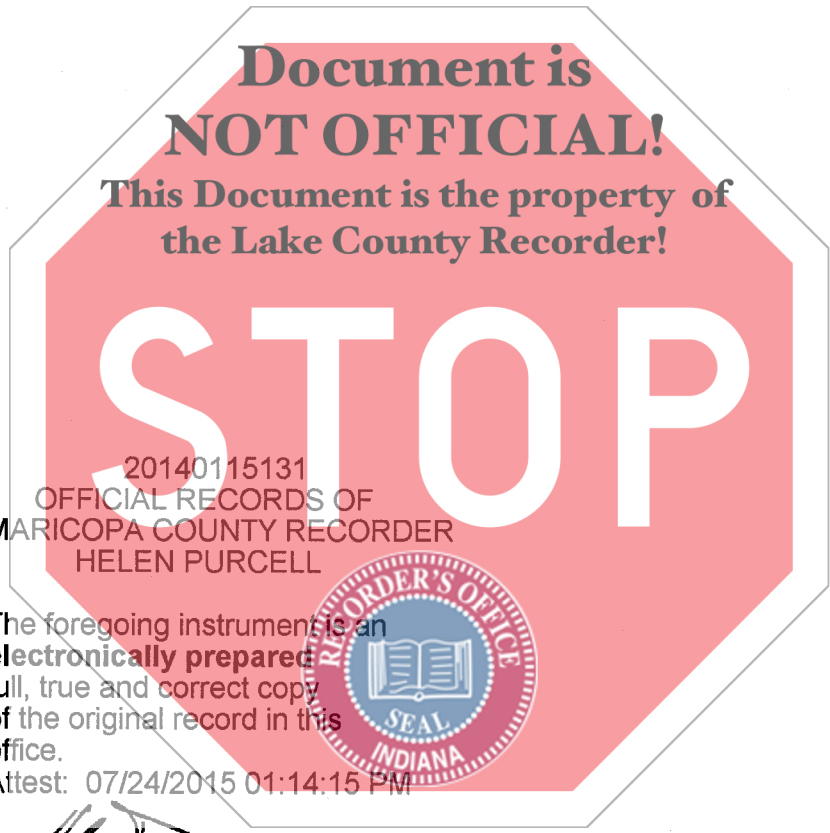 Document is
NOT OFFICIAL!
This Document is the property of
the Lake County Recorder!
STOP
20140115131
OFFICIAL RECORDS OF
MARICOPA COUNTY RECORDER
HELEN PURCELL
The foregoing instrument is an
electronically prepared
full, true and correct copy
of the original record in this
office.
Attest: 07/24/2015 01:14:15 PM
RECORDER'S OFFICE
SEAL
INDIANA